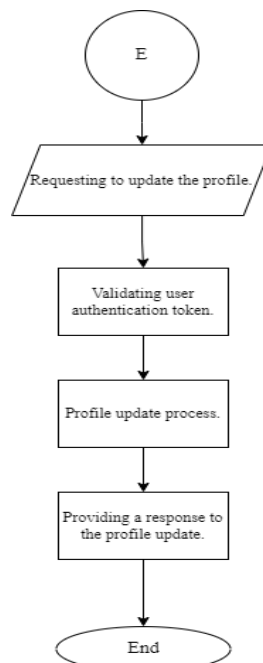 E
Requesting to update the profile.
Validating user
authentication token.
Profile update process.
Providing a response to
the profile update.
End